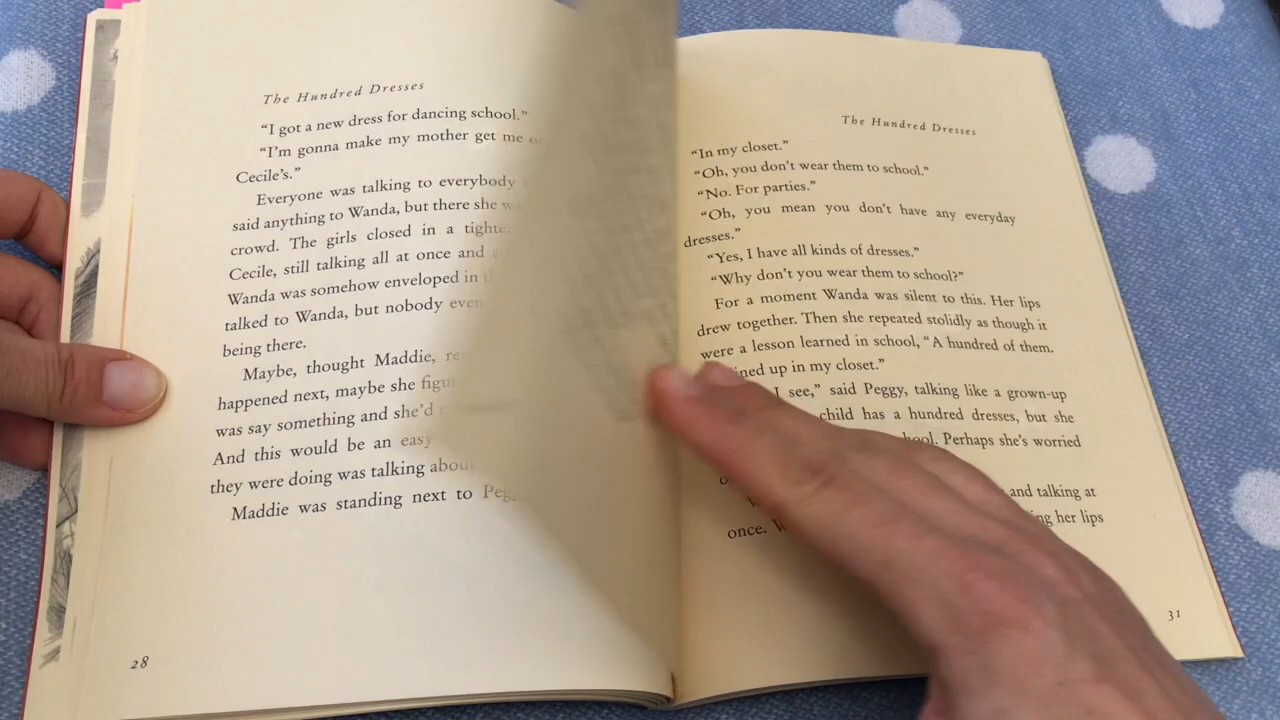 The Hundred Dresses
"I got a new dress for dancing school."
"I'm gonna make my mother get me
Cecile's."
Everyone was talking to everybody
said anything to Wanda, but there she
crowd. The girls closed in a
Cecile, still talking all at once and
Wanda was somehow enveloped in
talked to Wanda, but nobody even
being there.
Maybe, thought Maddie,
happened next, maybe she
was say something and she'd
And this would be an easy
they were doing was talking about
Maddie was standing next to
28
The Hundred Dresses
"In my closet."
"Oh, you don't wear them to school."
"No. For parties."
"Oh, you mean you don't have any everyday
dresses."
"Yes, I have all kinds of dresses."
"Why don't you wear them to school?"
For a moment Wanda was silent to this. Her lips
drew together. Then she repeated stolidly as though it
were a lesson learned in school, "A hundred of them.
up in my closet."
I see," said Peggy, talking like a grown-up
child has a hundred dresses, but she
Perhaps she's worried
and talking at
once. her lips
31